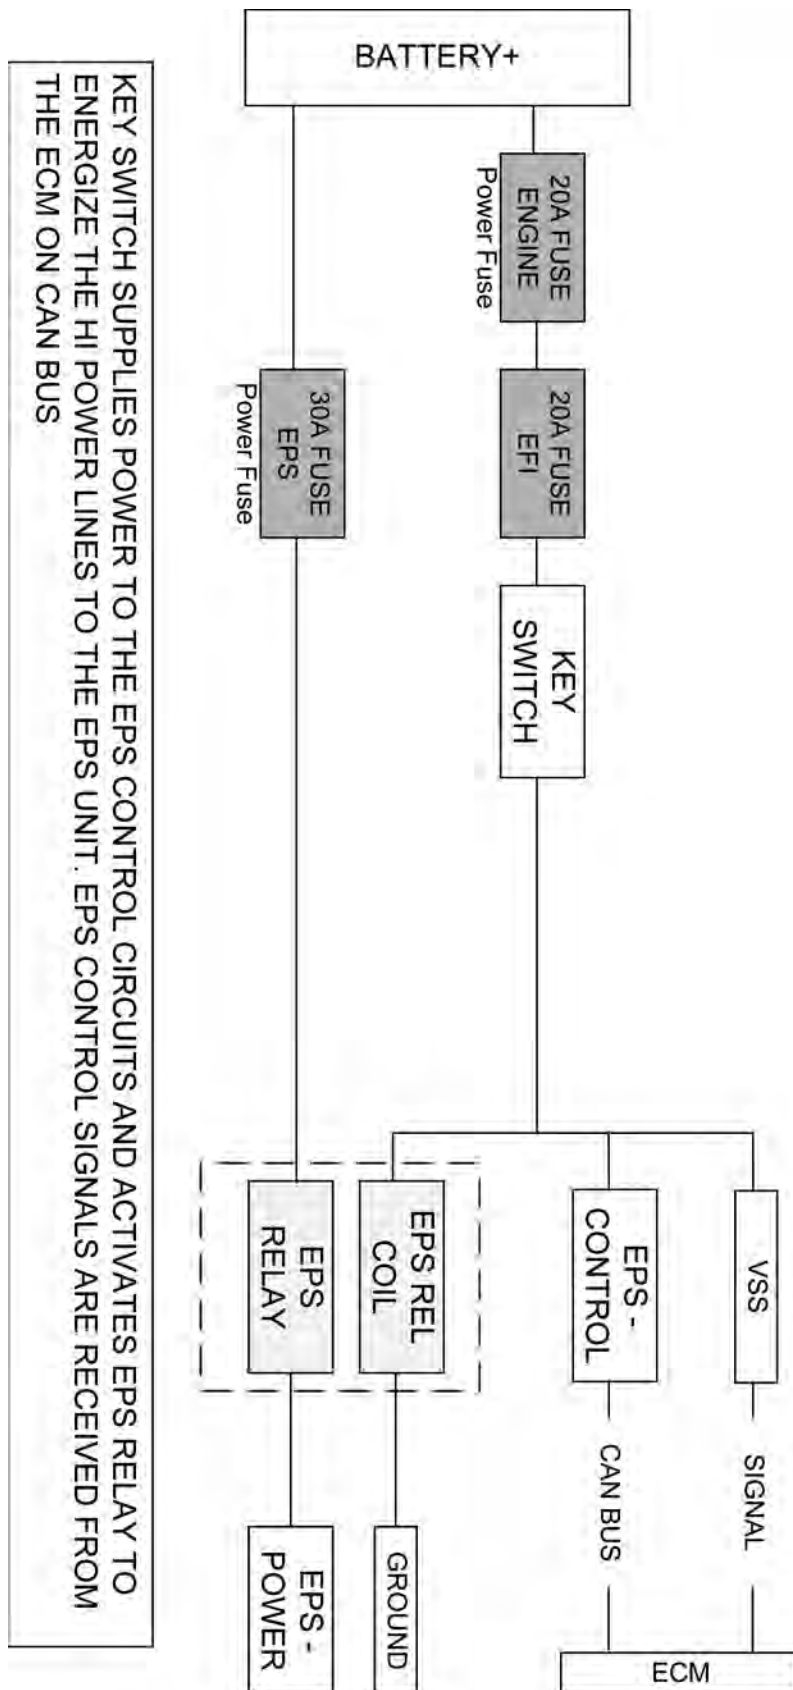 BATTERY+
20A FUSE
ENGINE
Power Fuse
20A FUSE
EFI
30A FUSE
EPS
Power Fuse
KEY
SWITCH
EPS
RELAY
EPS REL
COIL
EPS -
CONTROL
VSS
CAN BUS
SIGNAL
EPS -
POWER
GROUND
ECM
KEY SWITCH SUPPLIES POWER TO THE EPS CONTROL CIRCUITS AND ACTIVATES EPS RELAY TO
ENERGIZE THE HI POWER LINES TO THE EPS UNIT. EPS CONTROL SIGNALS ARE RECEIVED FROM
THE ECM ON CAN BUS